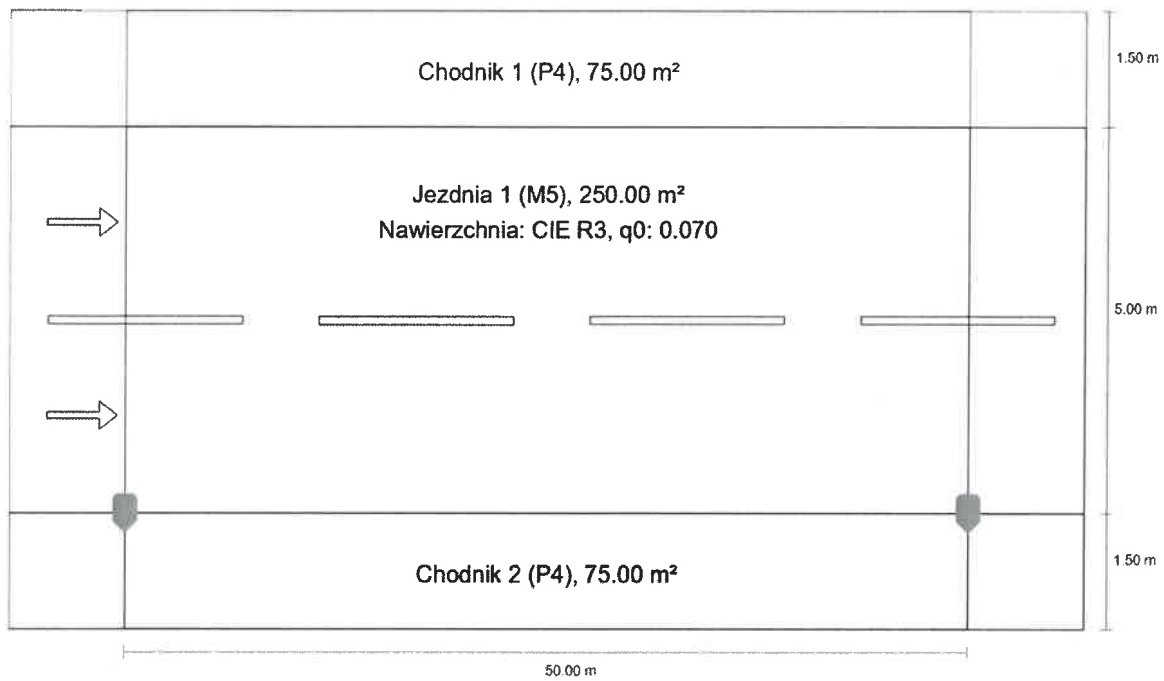 Chodnik 1 (P4), 75.00 m²
1.50 m
Jezdnia 1 (M5), 250.00 m²
Nawierzchnia: CIE R3, q0: 0.070
5.00 m
Chodnik 2 (P4), 75.00 m²
1.50 m
50.00 m